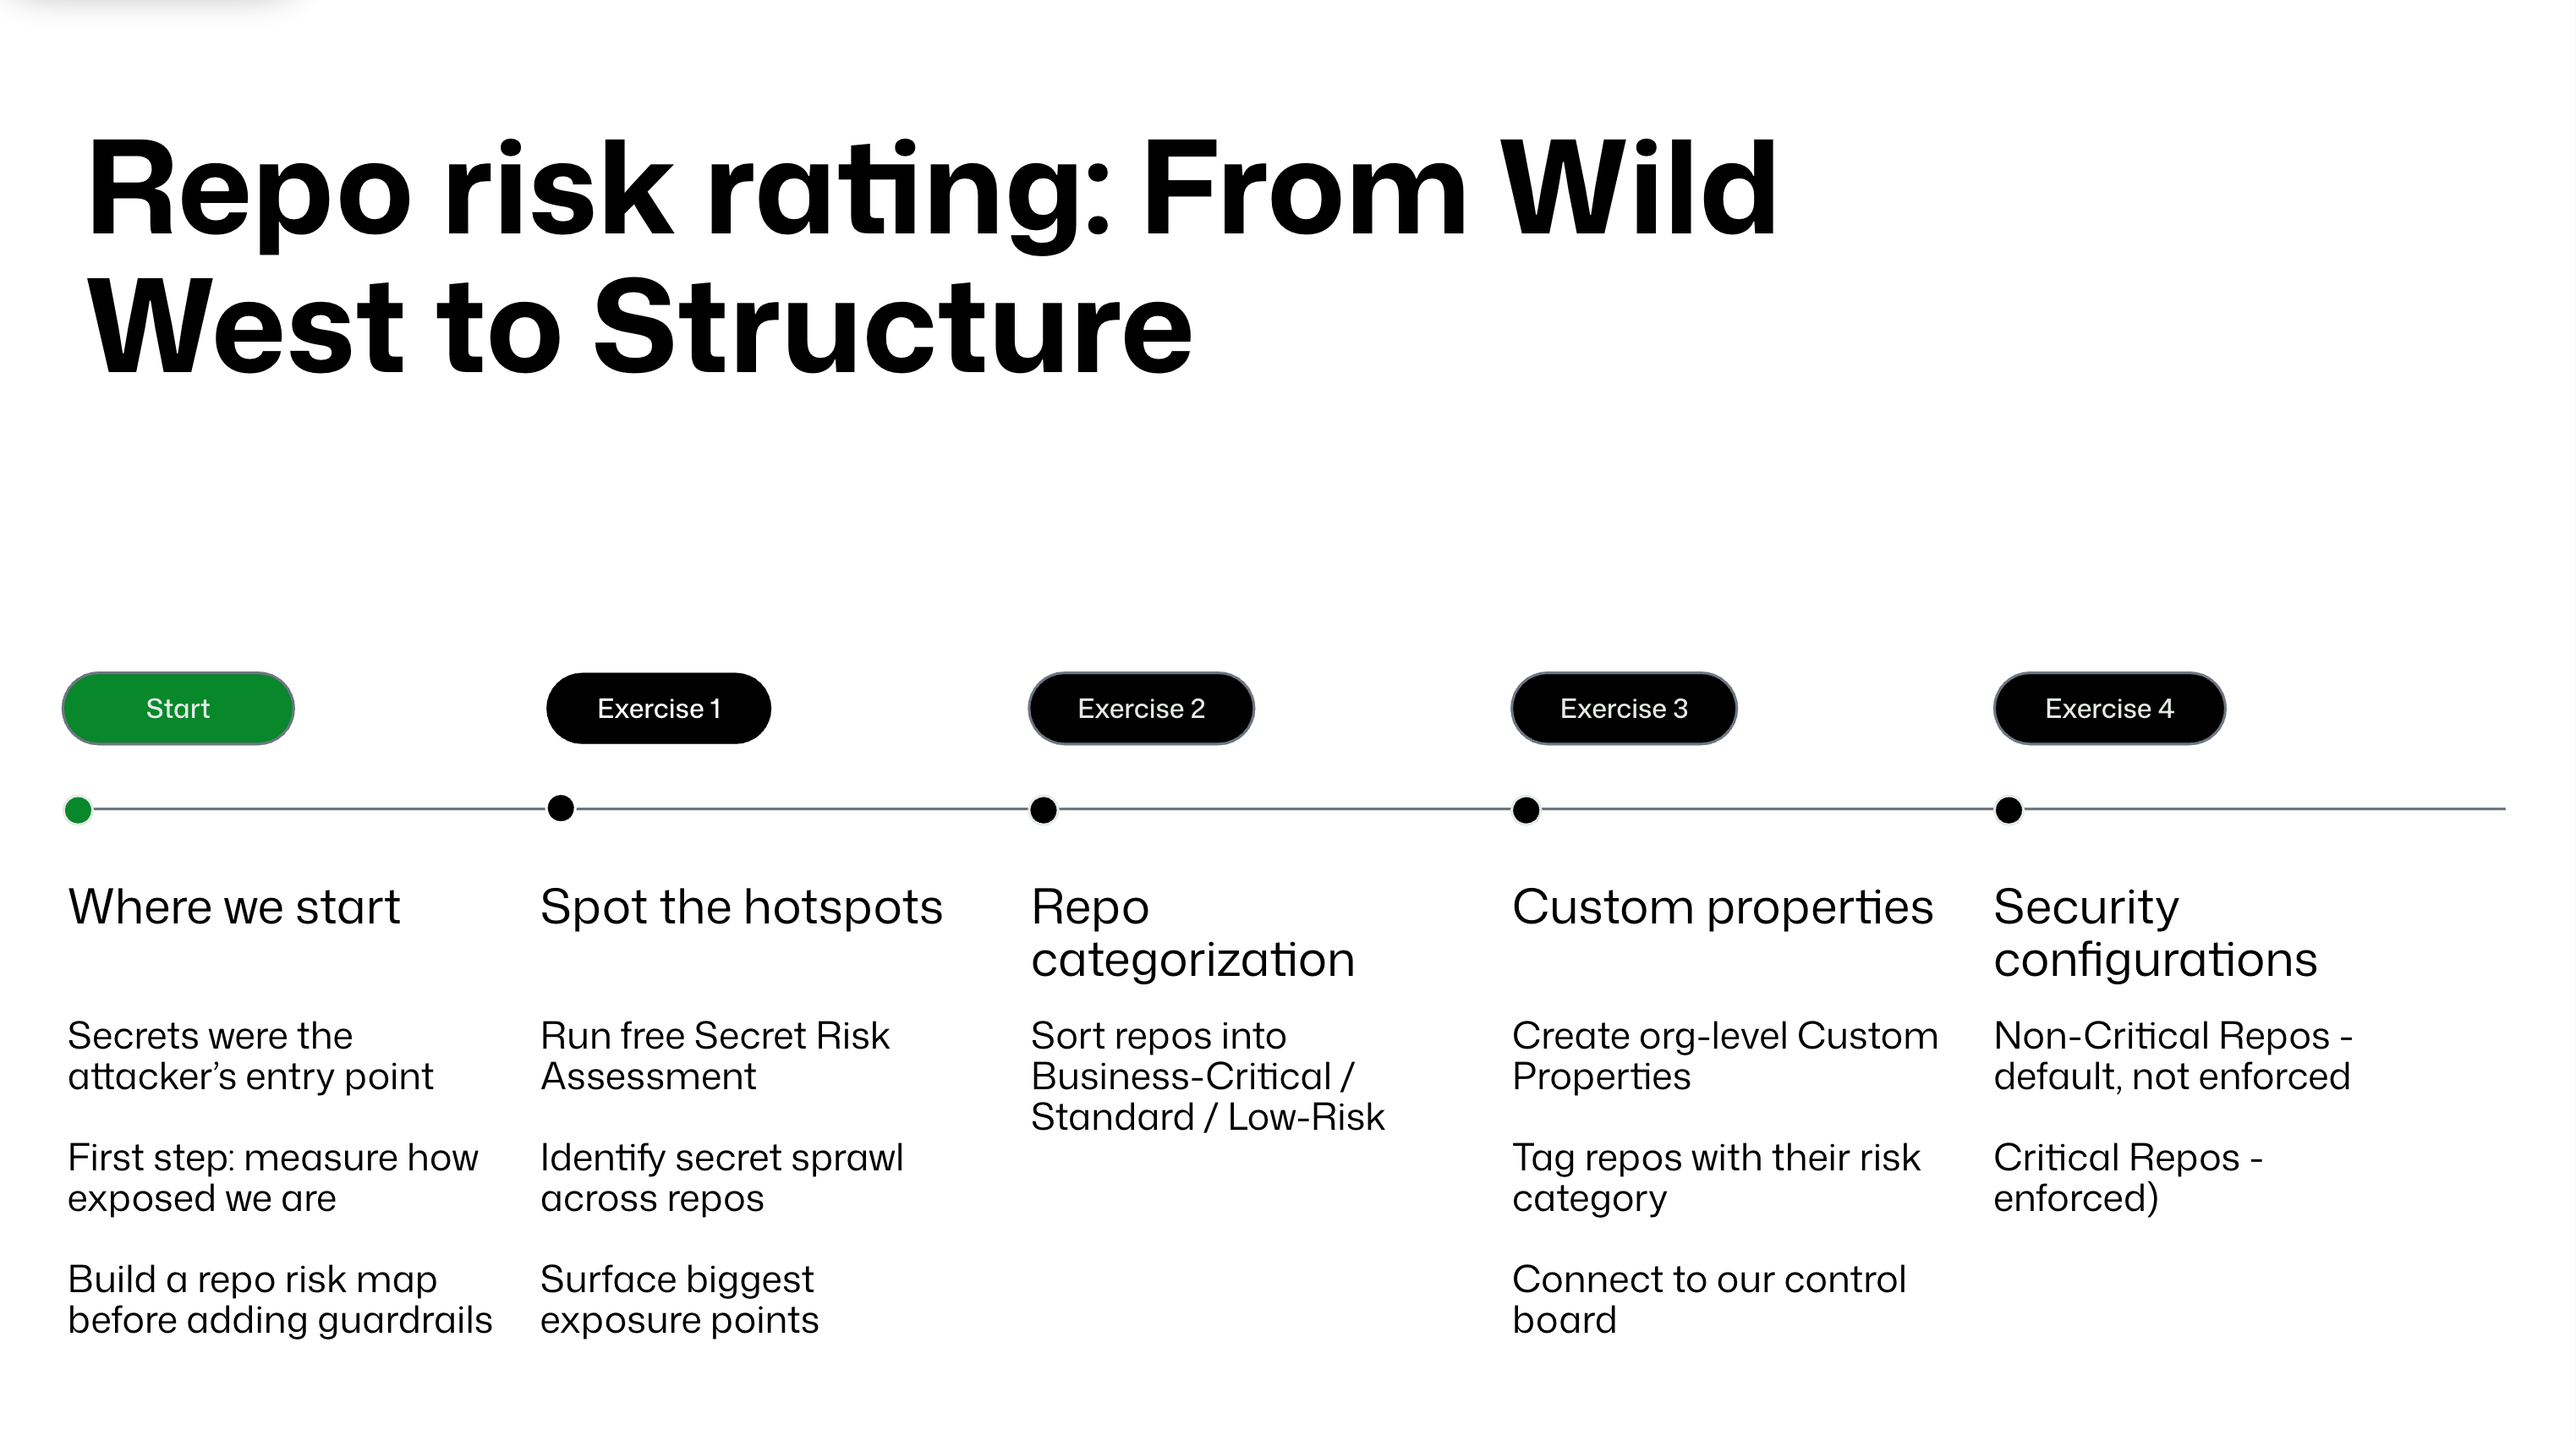 Repo risk rating: From Wild
West to Structure
Start
Exercise 1
Exercise 2
Exercise 3
Exercise 4
Where we start
Secrets were the
attacker’s entry point
First step: measure how
exposed we are
Build a repo risk map
before adding guardrails
Spot the hotspots
Run free Secret Risk
Assessment
Identify secret sprawl
across repos
Surface biggest
exposure points
Repo
categorization
Sort repos into
Business-Critical /
Standard / Low-Risk
Custom properties
Create org-level Custom
Properties
Tag repos with their risk
category
Connect to our control
board
Security
configurations
Non-Critical Repos -
default, not enforced
Critical Repos -
enforced)